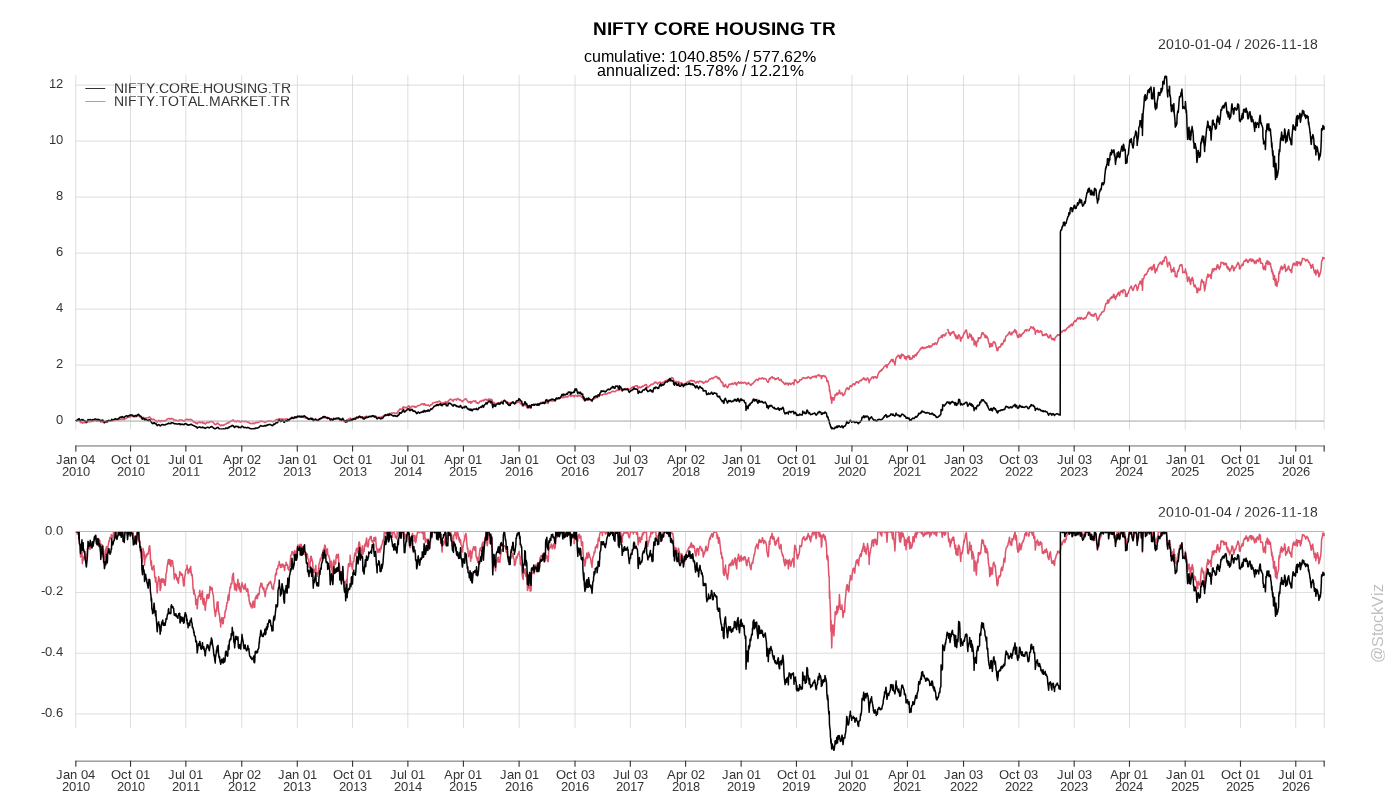 NIFTY CORE HOUSING TR
cumulative: 1040.85% / 577.62%
annualized: 15.78% / 12.21%
2010-01-04 / 2026-11-18
NIFTY.CORE.HOUSING.TR
NIFTY.TOTAL.MARKET.TR
12
10
8
6
4
2
0
Jan 04 Oct 01 Jul 01 Apr 02 Jan 01 Oct 01 Jul 01 Apr 01 Jan 01 Oct 03 Jul 03 Apr 02 Jan 01 Oct 01 Jul 01 Apr 01 Jan 03 Oct 03 Jul 03 Apr 01 Jan 01 Oct 01 Jul 01
2010 2010 2011 2012 2013 2013 2014 2015 2016 2016 2017 2018 2019 2019 2020 2021 2022 2022 2023 2024 2025 2025 2026
2010-01-04 / 2026-11-18
0.0
-0.2
-0.4
-0.6
Jan 04 Oct 01 Jul 01 Apr 02 Jan 01 Oct 01 Jul 01 Apr 01 Jan 01 Oct 03 Jul 03 Apr 02 Jan 01 Oct 01 Jul 01 Apr 01 Jan 03 Oct 03 Jul 03 Apr 01 Jan 01 Oct 01 Jul 01
2010 2010 2011 2012 2013 2013 2014 2015 2016 2016 2017 2018 2019 2019 2020 2021 2022 2022 2023 2024 2025 2025 2026
@StockViz